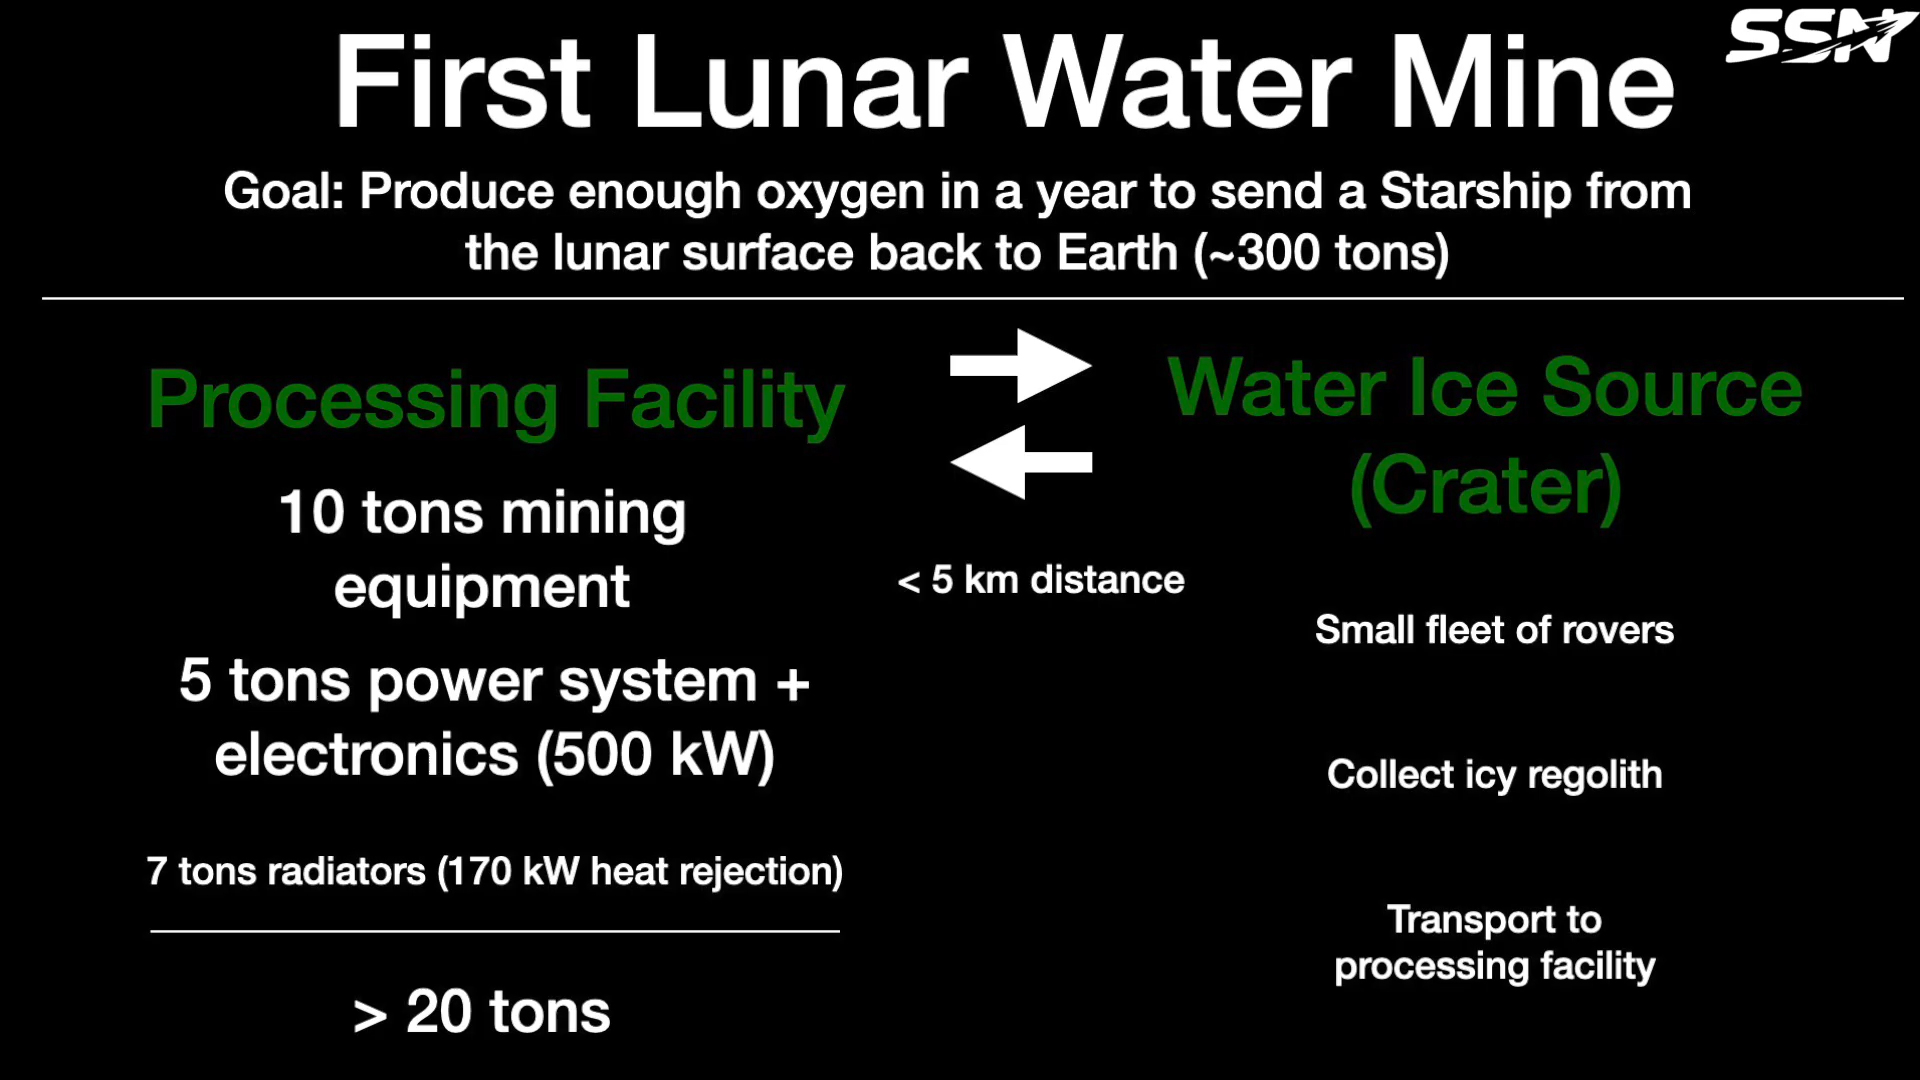 SSN
First Lunar Water Mine
Goal: Produce enough oxygen in a year to send a Starship from
the lunar surface back to Earth (~300 tons)
Processing Facility
10 tons mining
equipment
5 tons power system +
electronics (500 kW)
7 tons radiators (170 kW heat rejection)
> 20 tons
< 5 km distance
Water Ice Source
(Crater)
Small fleet of rovers
Collect icy regolith
Transport to
processing facility